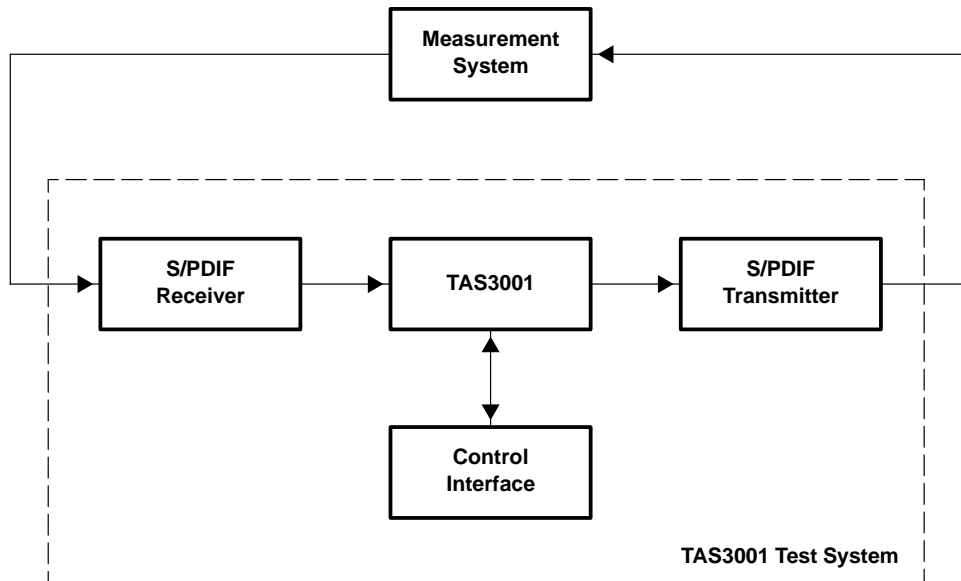 Measurement
System
S/PDIF
Receiver
TAS3001
S/PDIF
Transmitter
Control
Interface
TAS3001 Test System